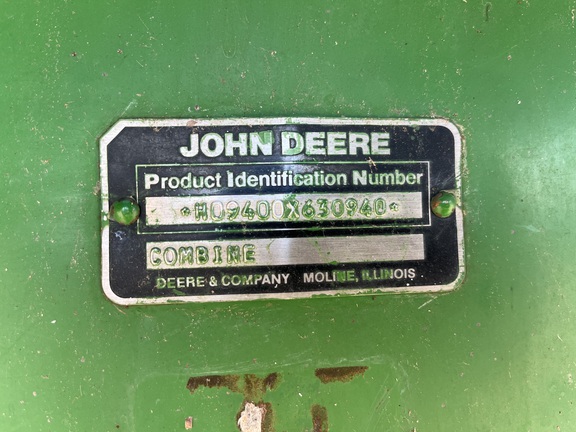 JOHN DEERE
Product Identification Number
*H09400X630940*
COMBINE
DEERE & COMPANY MOLINE, ILLINOIS